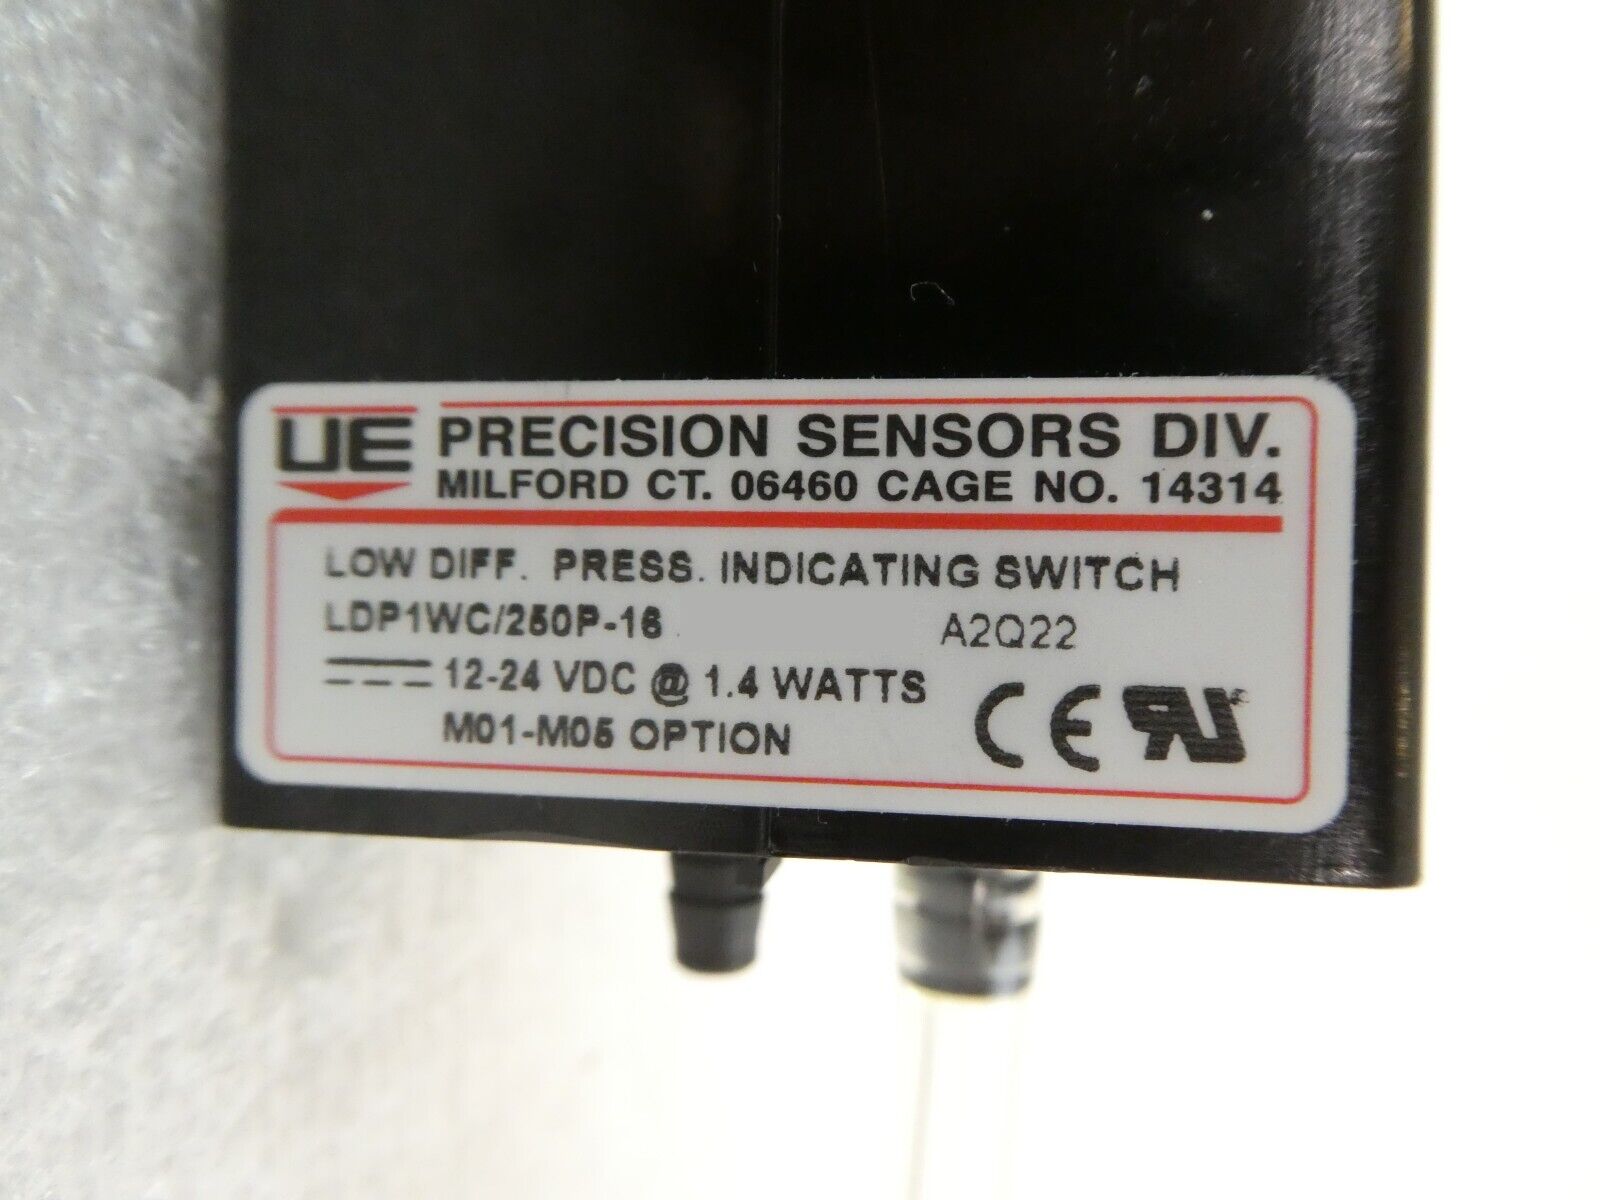 UE PRECISION SENSORS DIV.
MILFORD CT. 06460 CAGE NO. 14314
LOW DIFF. PRESS. INDICATING SWITCH
LDP1WC/250P-16 A2Q22
12-24 VDC @ 1.4 WATTS
M01-M05 OPTION
CE RU